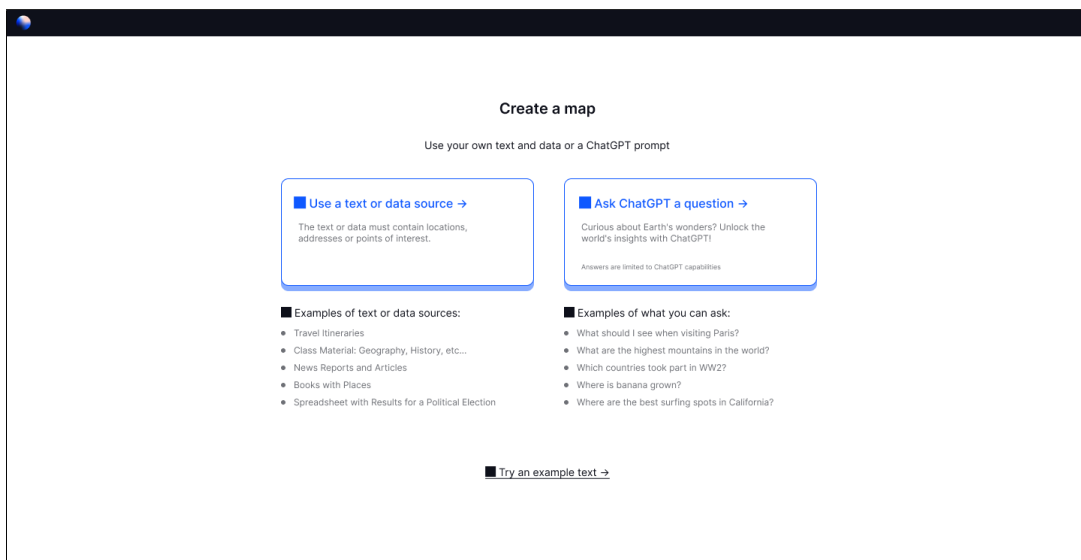 Create a map
Use your own text and data or a ChatGPT prompt
Use a text or data source →
The text or data must contain locations,
addresses or points of interest.
Ask ChatGPT a question →
Curious about Earth's wonders? Unlock the
world's insights with ChatGPT!
Answers are limited to ChatGPT capabilities
Examples of text or data sources:
Travel Itineraries
Class Material: Geography, History, etc...
News Reports and Articles
Books with Places
Spreadsheet with Results for a Political Election
Examples of what you can ask:
What should I see when visiting Paris?
What are the highest mountains in the world?
Which countries took part in WW2?
Where is banana grown?
Where are the best surfing spots in California?
Try an example text →